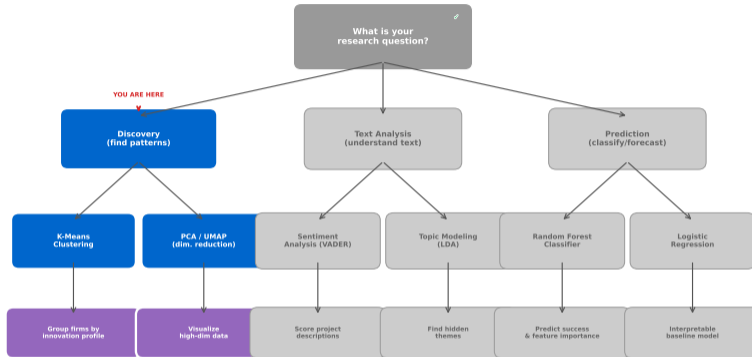 What is your
research question?
YOU ARE HERE
Discovery
(find patterns)
Text Analysis
(understand text)
Prediction
(classify/forecast)
K-Means
Clustering
PCA / UMAP
(dim. reduction)
Sentiment
Analysis (VADER)
Topic Modeling
(LDA)
Random Forest
Classifier
Logistic
Regression
Group firms by
innovation profile
Visualize
high-dim data
Score project
descriptions
Find hidden
themes
Predict success
& feature importance
Interpretable
baseline model